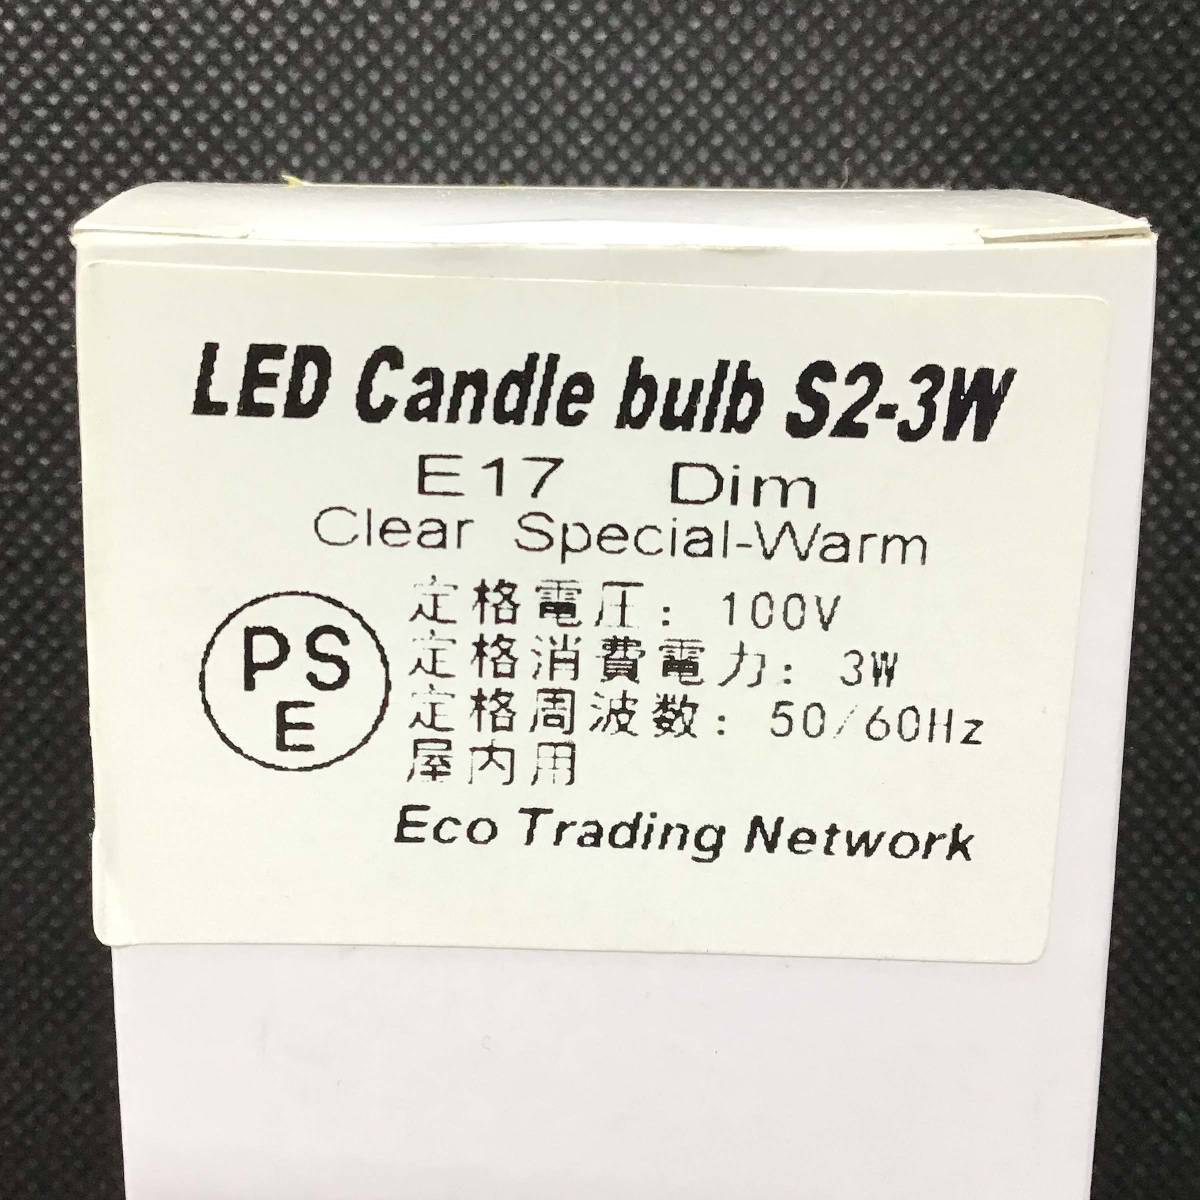 LED Candle bulb S2-3W
E17 Dim
Clear Special-Warm
PS
E
定格電圧: 100V
定格消費電力: 3W
定格周波数: 50/60Hz
屋内用
Eco Trading Network